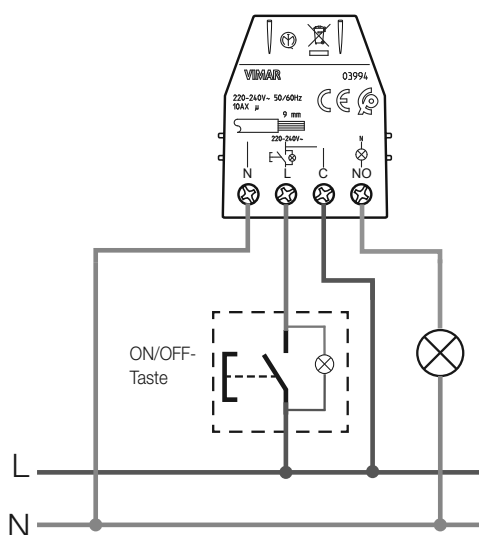 VIMAR 03994
220-240V~ 50/60Hz
10AX µ
9 mm
220-240V~
N
N L C NO
ON/OFF-
Taste
L
N